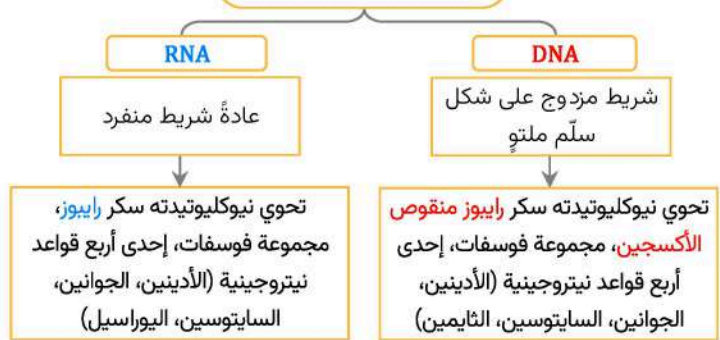 DNA
شريط مزدوج على شكل
سلّم ملتوٍ
تحوي نيوكليوتيدته سكر رايبوز منقوص
الأكسجين، مجموعة فوسفات، إحدى
أربع قواعد نيتروجينية (الأدينين،
الجوانين، السايتوسين، الثايمين)
RNA
عادةً شريط منفرد
تحوي نيوكليوتيدته سكر رايبوز،
مجموعة فوسفات، إحدى أربع قواعد
نيتروجينية (الأدينين، الجوانين،
السايتوسين، اليوراسيل)